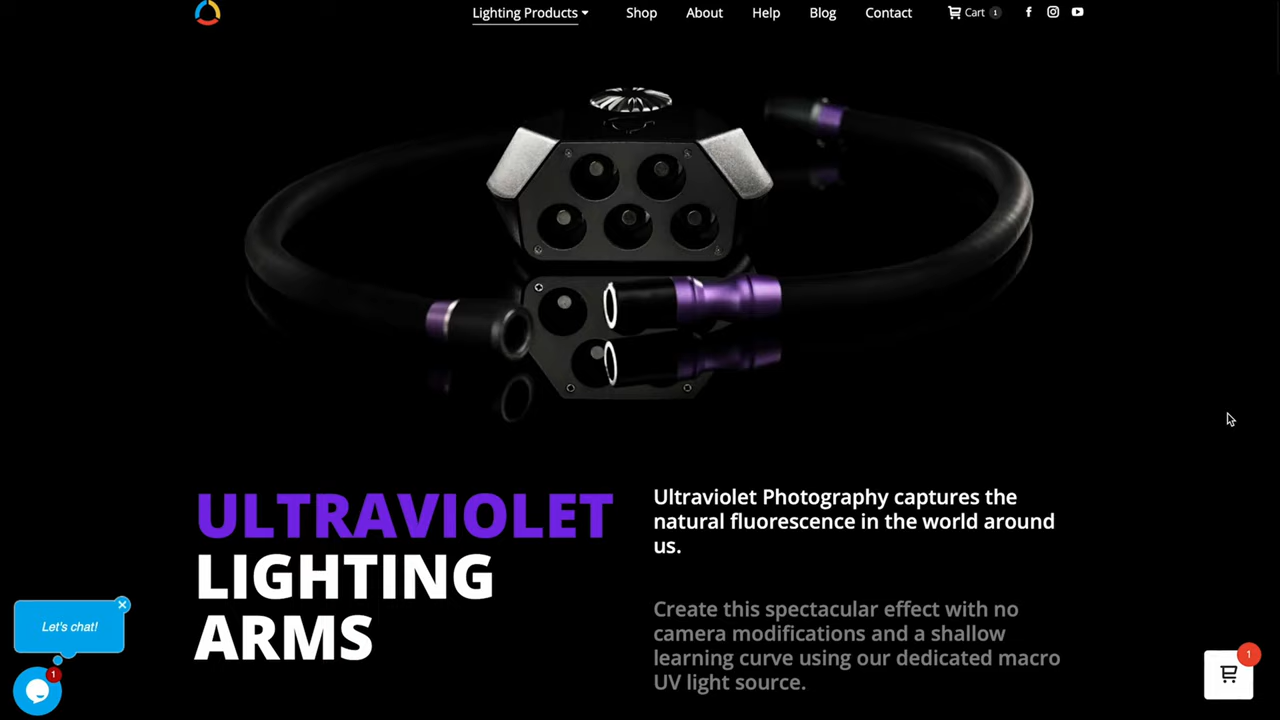 Lighting Products
Shop
About
Help
Blog
Contact
Cart 1
ULTRAVIOLET
LIGHTING
ARMS
Ultraviolet Photography captures the
natural fluorescence in the world around
us.
Create this spectacular effect with no
camera modifications and a shallow
learning curve using our dedicated macro
UV light source.
Let's chat!
1
1